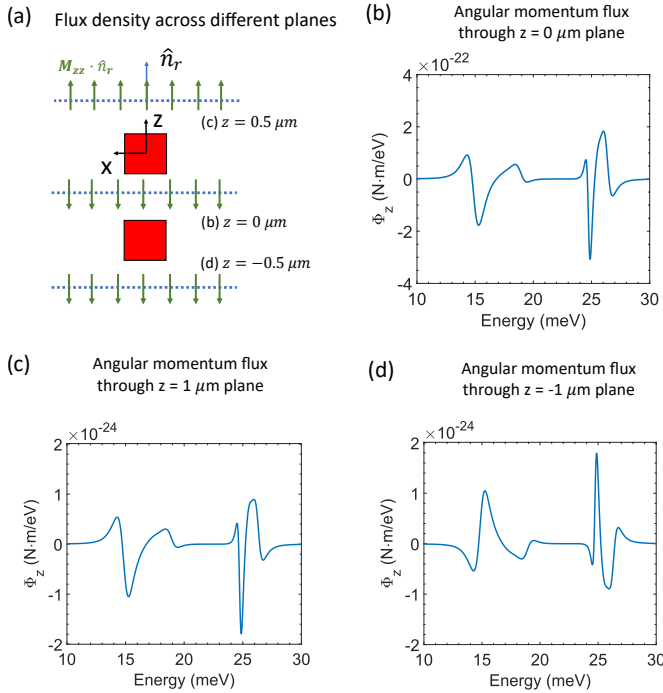 (a) Flux density across different planes
M_zz · n̂_r
n̂_r
(c) z = 0.5 μm
Z
X
(b) z = 0 μm
(d) z = −0.5 μm
(b) Angular momentum flux
through z = 0 μm plane
×10^-22
4
2
0
-2
-4
Φ_z (N·m/eV)
10 15 20 25 30
Energy (meV)
(c) Angular momentum flux
through z = 1 μm plane
×10^-24
2
1
0
-1
-2
Φ_z (N·m/eV)
10 15 20 25 30
Energy (meV)
(d) Angular momentum flux
through z = -1 μm plane
×10^-24
2
1
0
-1
-2
Φ_z (N·m/eV)
10 15 20 25 30
Energy (meV)